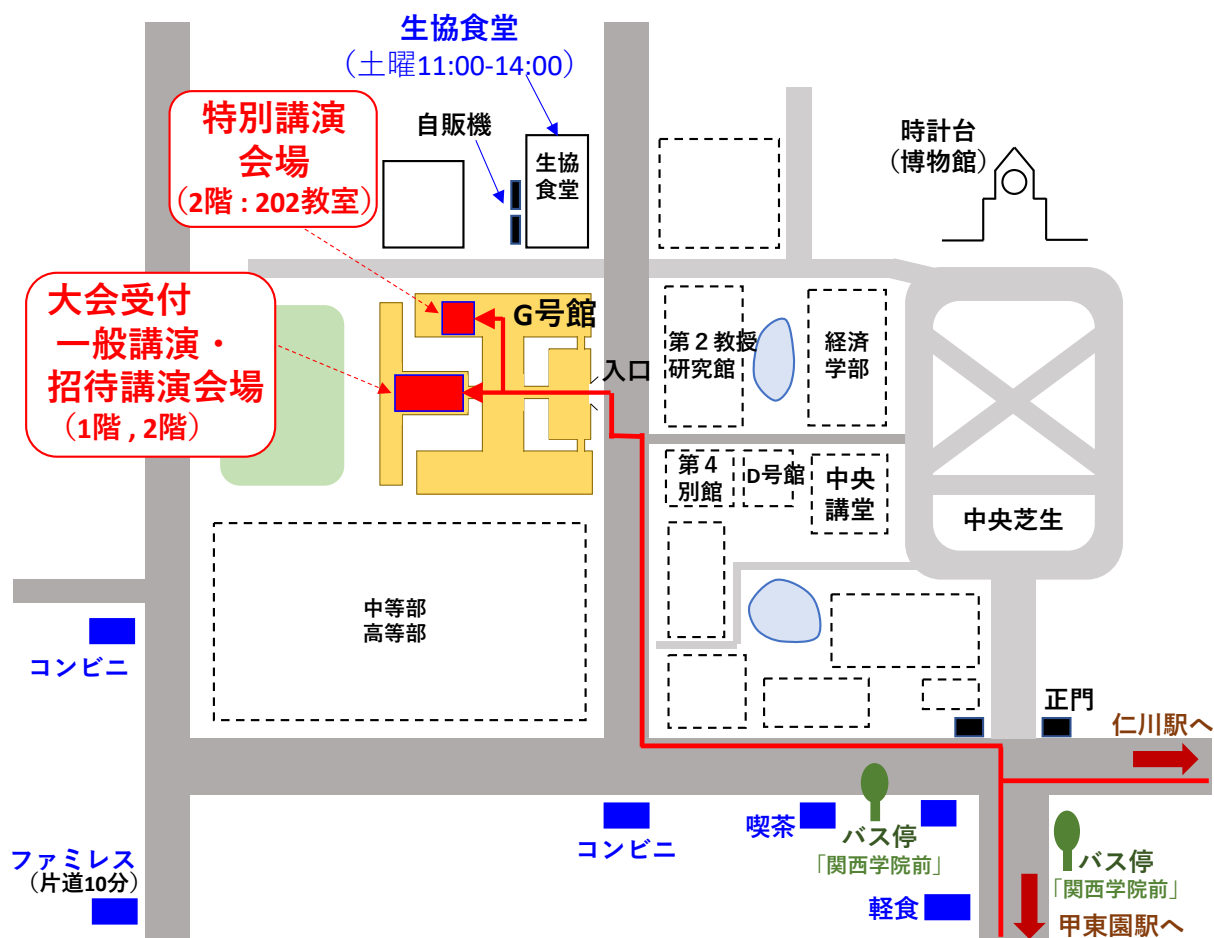 生協食堂
（土曜11:00-14:00）
特別講演
会場
（2階 : 202教室）
自販機
生協
食堂
時計台
（博物館）
大会受付
一般講演・
招待講演会場
（1階 , 2階）
G号館
入口
第２教授
研究館
経済
学部
第４
別館
D号館
中央
講堂
中央芝生
中等部
高等部
コンビニ
正門
仁川駅へ
ファミレス
（片道10分）
コンビニ
喫茶
バス停
「関西学院前」
軽食
バス停
「関西学院前」
甲東園駅へ